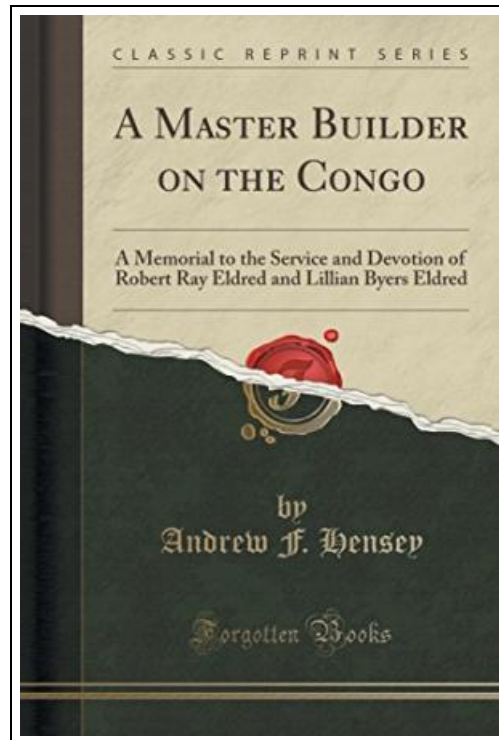 CLASSIC REPRINT SERIES
A MASTER BUILDER
ON THE CONGO
A Memorial to the Service and Devotion of
Robert Ray Eldred and Lillian Byers Eldred
by
Andrew F. Hensey
Forgotten Books